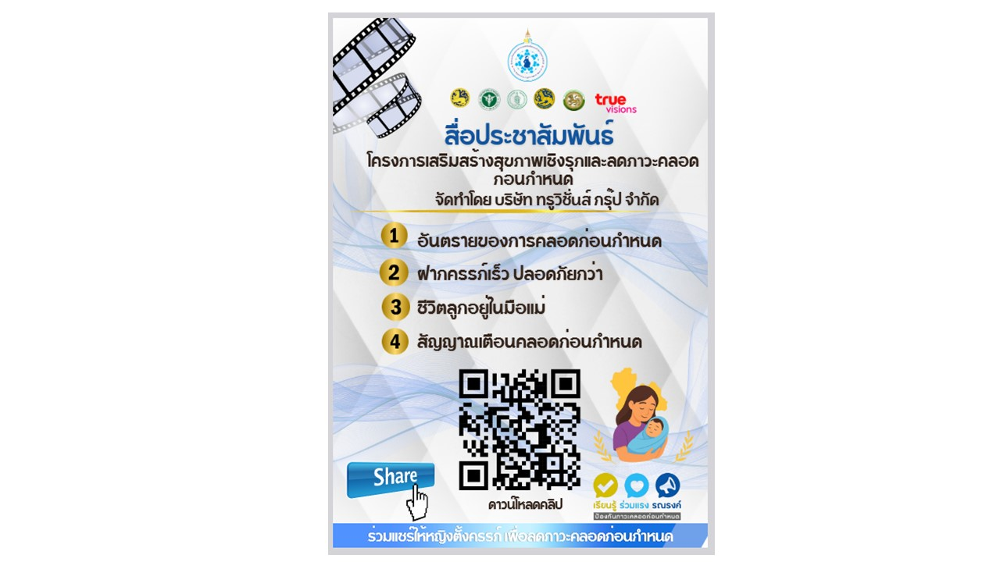 true
visions
สื่อประชาสัมพันธ์
โครงการเสริมสร้างสุขภาพเชิงรุกและลดภาวะคลอด
กอนกำหนด
จัดทำโดย บริษัท ทรูวิชั่นส์ กรุ๊ป จำกัด
1 อันตรายของการคลอดก่อนกำหนด
2 ฝากครรภ์เร็ว ปลอดภัยกว่า
3 ชีวิตลูกอยู่ในมือแม่
4 สัญญาณเตือนคลอดก่อนกำหนด
Share
ดาวน์โหลดคลิป
เรียนรู้ ร่วมแรง รณรงค์
ป้องกันภาวะคลอดก่อนกำหนด
ร่วมแชร์ให้หญิงตั้งครรภ์ เพื่อลดภาวะคลอดก่อนกำหนด